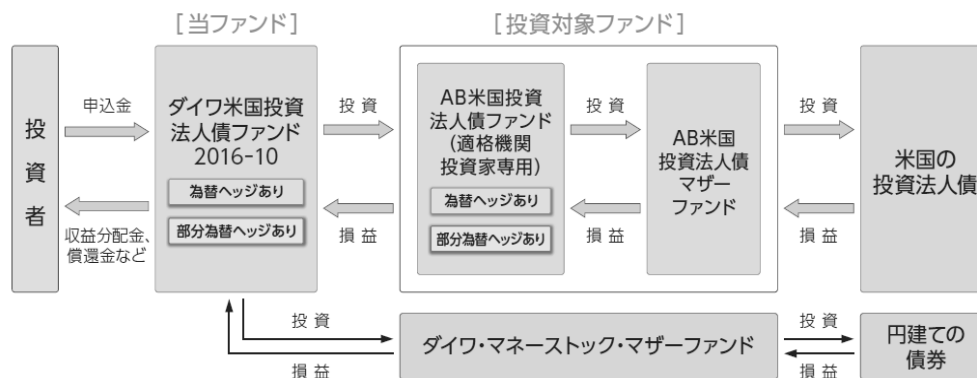 [当ファンド]
[投資対象ファンド]
投資者
申込金
収益分配金、
償還金など
ダイワ米国投資
法人債ファンド
2016-10
為替ヘッジあり
部分為替ヘッジあり
投資
損益
AB米国投資
法人債ファンド
(適格機関
投資家専用)
為替ヘッジあり
部分為替ヘッジあり
投資
損益
AB米国
投資法人債
マザー
ファンド
投資
損益
米国の
投資法人債
投資
損益
ダイワ・マネーストック・マザーファンド
投資
損益
円建ての
債券